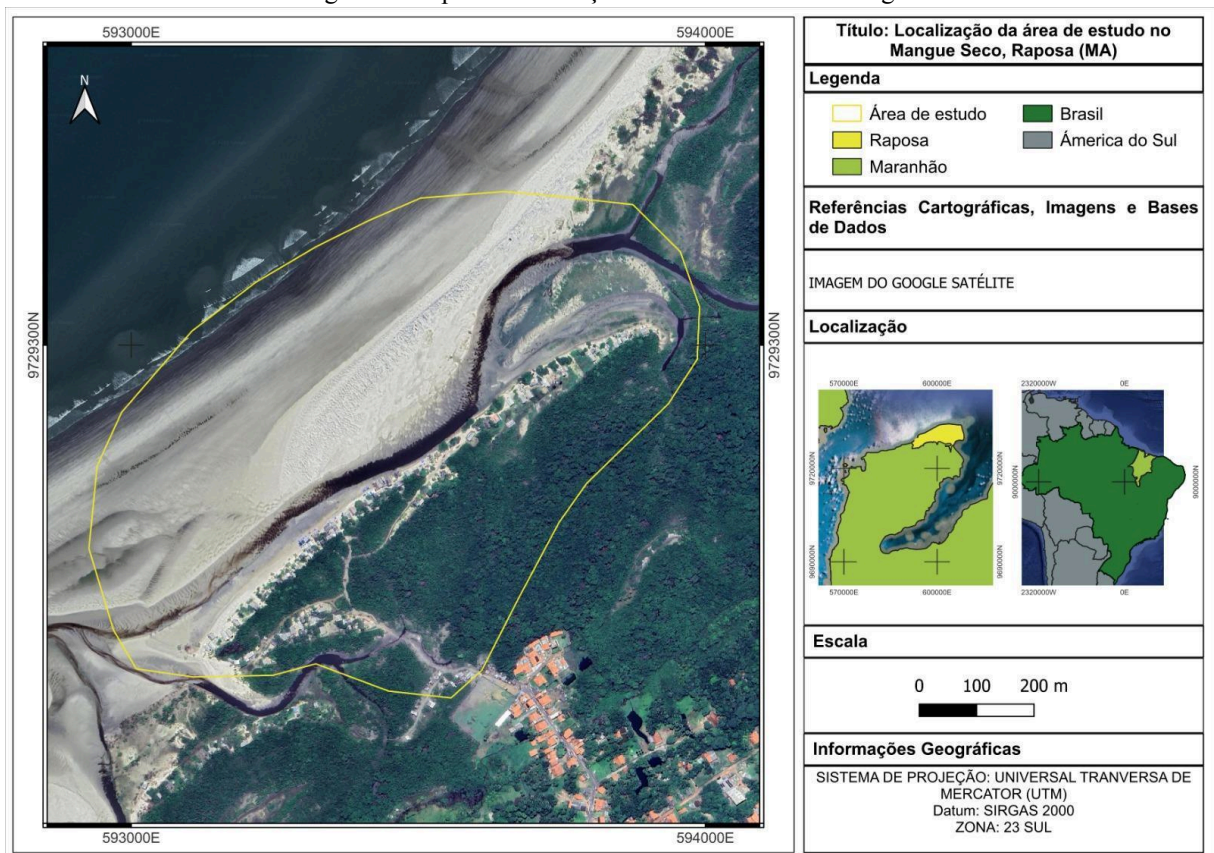 593000E
594000E
N
9729300N
9729300N
593000E
594000E
Título: Localização da área de estudo no
Mangue Seco, Raposa (MA)
Legenda
Área de estudo
Raposa
Maranhão
Brasil
Ámerica do Sul
Referências Cartográficas, Imagens e Bases
de Dados
IMAGEM DO GOOGLE SATÉLITE
Localização
570000E
600000E
9720000N
9720000N
9690000N
9690000N
570000E
600000E
2320000W
0E
9000000N
9000000N
2320000W
0E
Escala
0 100 200 m
Informações Geográficas
SISTEMA DE PROJEÇÃO: UNIVERSAL TRANVERSA DE
MERCATOR (UTM)
Datum: SIRGAS 2000
ZONA: 23 SUL